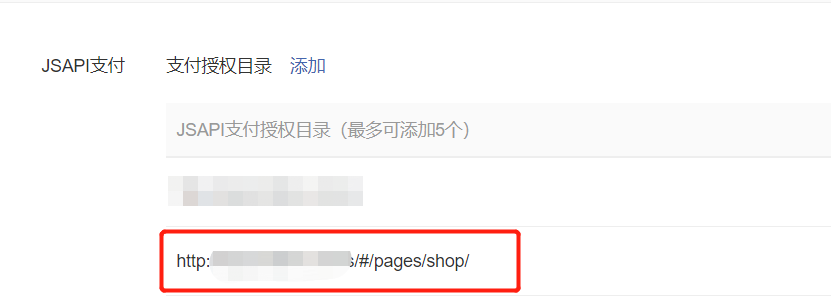 JSAPI支付 支付授权目录 添加
JSAPI支付授权目录（最多可添加5个）
http: s/#/pages/shop/